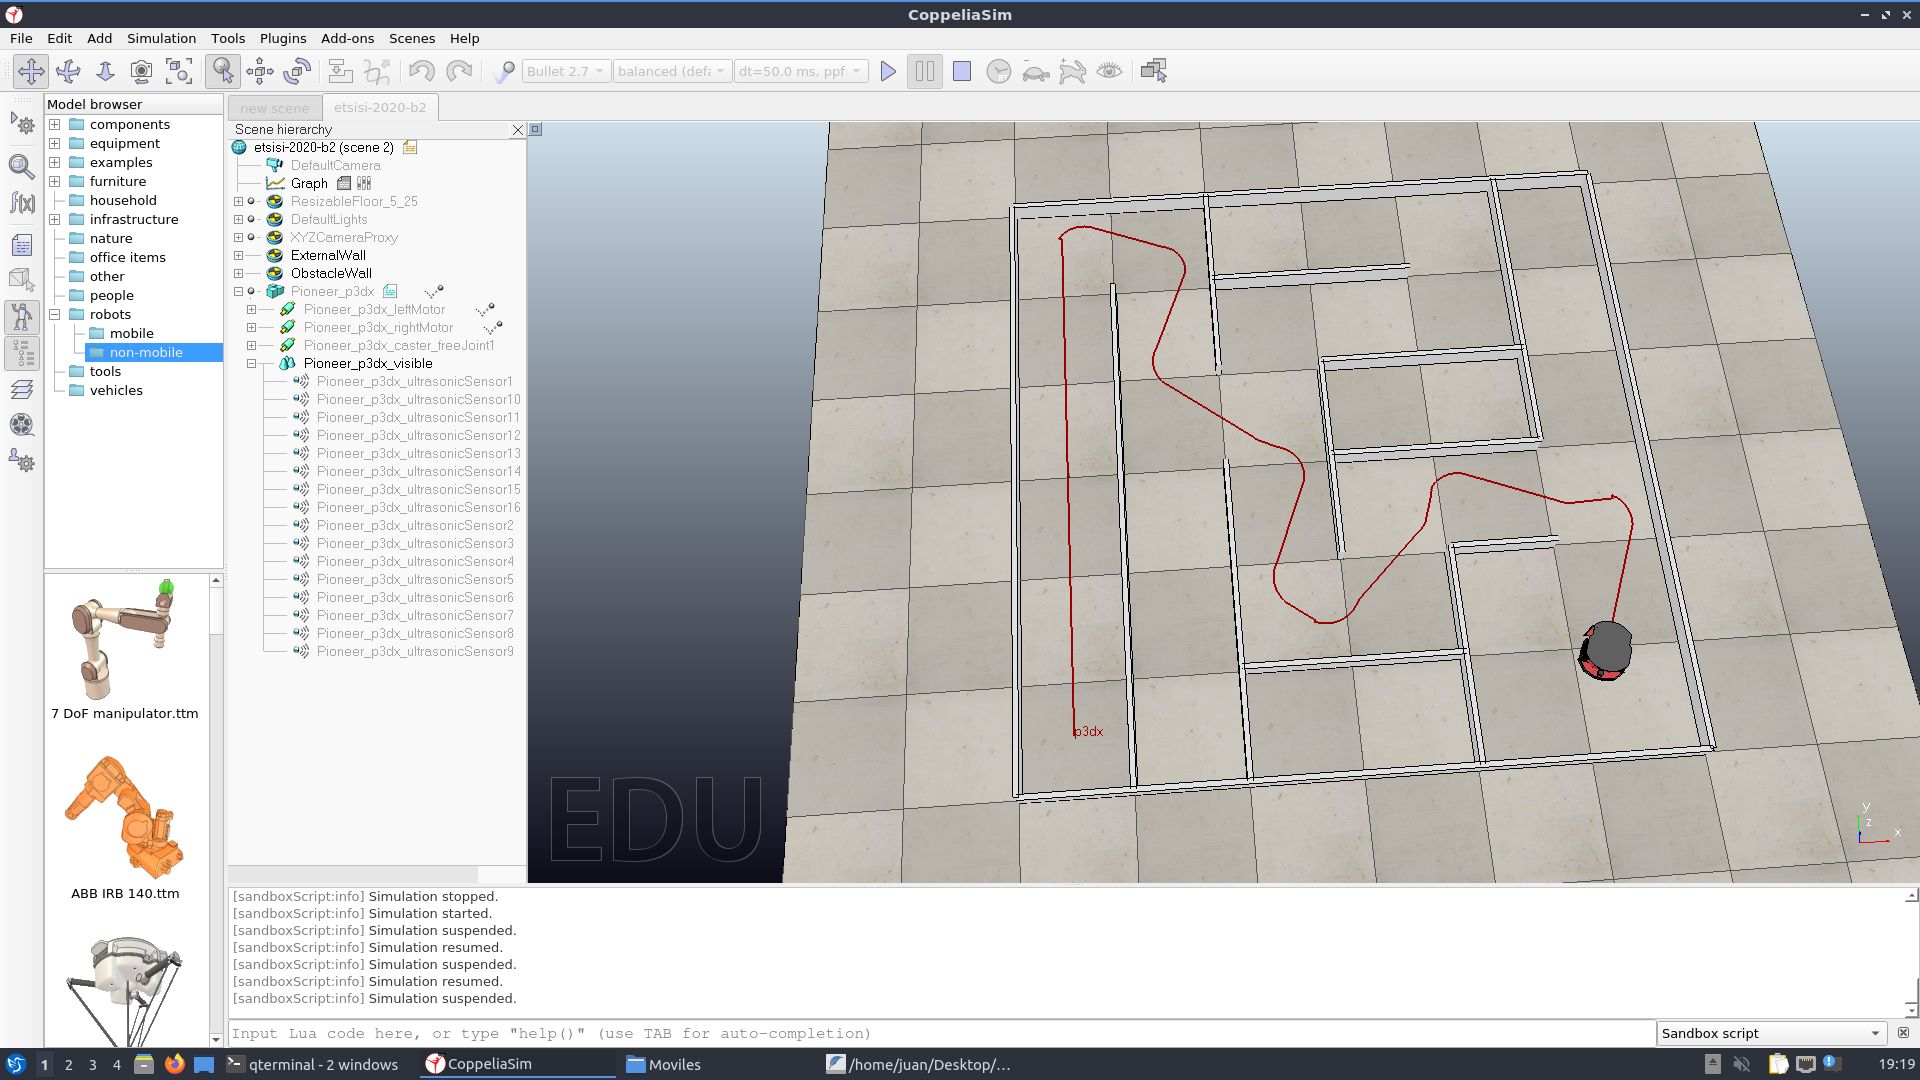 CoppeliaSim
File Edit Add Simulation Tools Plugins Add-ons Scenes Help
Bullet 2.7 balanced (defa dt=50.0 ms, ppf
Model browser
components
equipment
examples
furniture
household
infrastructure
nature
office items
other
people
robots
mobile
non-mobile
tools
vehicles
7 DoF manipulator.ttm
ABB IRB 140.ttm
new scene etsisi-2020-b2
Scene hierarchy
etsisi-2020-b2 (scene 2)
DefaultCamera
Graph
ResizableFloor_5_25
DefaultLights
XYZCameraProxy
ExternalWall
ObstacleWall
Pioneer_p3dx
Pioneer_p3dx_leftMotor
Pioneer_p3dx_rightMotor
Pioneer_p3dx_caster_freeJoint1
Pioneer_p3dx_visible
Pioneer_p3dx_ultrasonicSensor1
Pioneer_p3dx_ultrasonicSensor10
Pioneer_p3dx_ultrasonicSensor11
Pioneer_p3dx_ultrasonicSensor12
Pioneer_p3dx_ultrasonicSensor13
Pioneer_p3dx_ultrasonicSensor14
Pioneer_p3dx_ultrasonicSensor15
Pioneer_p3dx_ultrasonicSensor16
Pioneer_p3dx_ultrasonicSensor2
Pioneer_p3dx_ultrasonicSensor3
Pioneer_p3dx_ultrasonicSensor4
Pioneer_p3dx_ultrasonicSensor5
Pioneer_p3dx_ultrasonicSensor6
Pioneer_p3dx_ultrasonicSensor7
Pioneer_p3dx_ultrasonicSensor8
Pioneer_p3dx_ultrasonicSensor9
p3dx
EDU
y
z
x
[sandboxScript:info] Simulation stopped.
[sandboxScript:info] Simulation started.
[sandboxScript:info] Simulation suspended.
[sandboxScript:info] Simulation resumed.
[sandboxScript:info] Simulation suspended.
[sandboxScript:info] Simulation resumed.
[sandboxScript:info] Simulation suspended.
Input Lua code here, or type "help()" (use TAB for auto-completion)
Sandbox script
1 2 3 4 qterminal - 2 windows CoppeliaSim Moviles /home/juan/Desktop/... 19:19